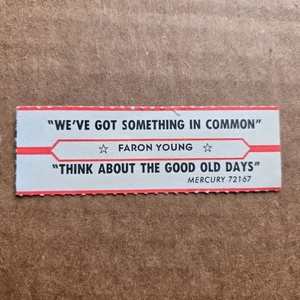 "WE'VE GOT SOMETHING IN COMMON"
☆ FARON YOUNG ☆
"THINK ABOUT THE GOOD OLD DAYS"
MERCURY 72167